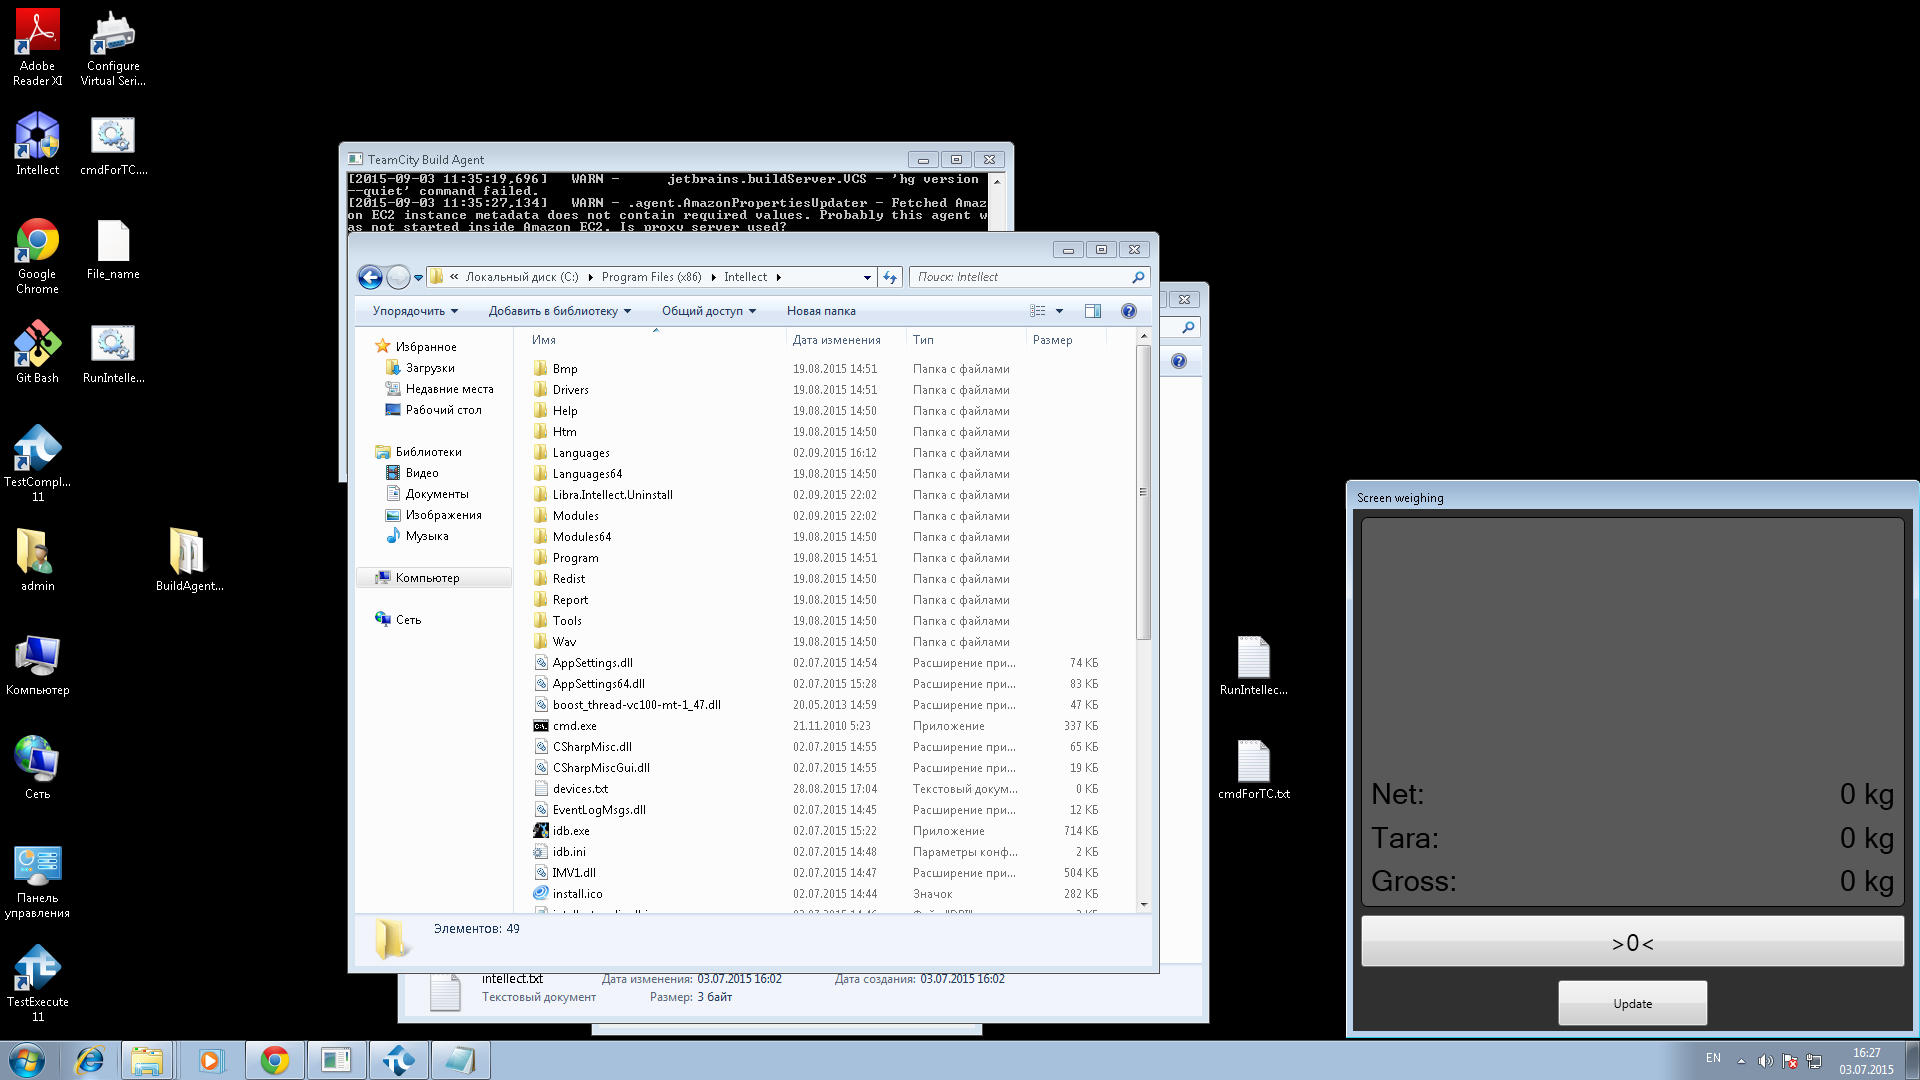 Adobe
Reader XI
Configure
Virtual Seri...
Intellect
cmdForTC....
Google
Chrome
File_name
Git Bash
RunIntelle...
TestCompl...
11
admin
BuildAgent...
Компьютер
Сеть
Панель
управления
TestExecute
11
TeamCity Build Agent
[2015-09-03 11:35:19,696]   WARN -      jetbrains.buildServer.VCS - 'hg version
--quiet' command failed.
[2015-09-03 11:35:27,134]   WARN - .agent.AmazonPropertiesUpdater - Fetched Amaz
on EC2 instance metadata does not contain required values. Probably this agent w
as not started inside Amazon EC2. Is proxy server used?
« Локальный диск (C:) Program Files (x86) Intellect
Поиск: Intellect
Упорядочить Добавить в библиотеку Общий доступ Новая папка
Избранное
Загрузки
Недавние места
Рабочий стол
Библиотеки
Видео
Документы
Изображения
Музыка
Компьютер
Сеть
Имя Дата изменения Тип Размер
Bmp 19.08.2015 14:51 Папка с файлами
Drivers 19.08.2015 14:51 Папка с файлами
Help 19.08.2015 14:50 Папка с файлами
Htm 19.08.2015 14:50 Папка с файлами
Languages 02.09.2015 16:12 Папка с файлами
Languages64 19.08.2015 14:50 Папка с файлами
Libra.Intellect.Uninstall 02.09.2015 22:02 Папка с файлами
Modules 02.09.2015 22:02 Папка с файлами
Modules64 19.08.2015 14:50 Папка с файлами
Program 19.08.2015 14:51 Папка с файлами
Redist 19.08.2015 14:50 Папка с файлами
Report 19.08.2015 14:50 Папка с файлами
Tools 19.08.2015 14:50 Папка с файлами
Wav 19.08.2015 14:50 Папка с файлами
AppSettings.dll 02.07.2015 14:54 Расширение при... 74 КБ
AppSettings64.dll 02.07.2015 15:28 Расширение при... 83 КБ
boost_thread-vc100-mt-1_47.dll 20.05.2013 14:59 Расширение при... 47 КБ
cmd.exe 21.11.2010 5:23 Приложение 337 КБ
CSharpMisc.dll 02.07.2015 14:55 Расширение при... 65 КБ
CSharpMiscGui.dll 02.07.2015 14:55 Расширение при... 19 КБ
devices.txt 28.08.2015 17:04 Текстовый докум... 0 КБ
EventLogMsgs.dll 02.07.2015 14:45 Расширение при... 12 КБ
idb.exe 02.07.2015 15:22 Приложение 714 КБ
idb.ini 02.07.2015 14:48 Параметры конф... 2 КБ
IMV1.dll 02.07.2015 14:47 Расширение при... 504 КБ
install.ico 02.07.2015 14:44 Значок 282 КБ
Элементов: 49
intellect.txt Дата изменения: 03.07.2015 16:02 Дата создания: 03.07.2015 16:02
Текстовый документ Размер: 3 байт
RunIntellec...
cmdForTC.txt
Screen weighing
Net: 0 kg
Tara: 0 kg
Gross: 0 kg
>0<
Update
EN
16:27
03.07.2015